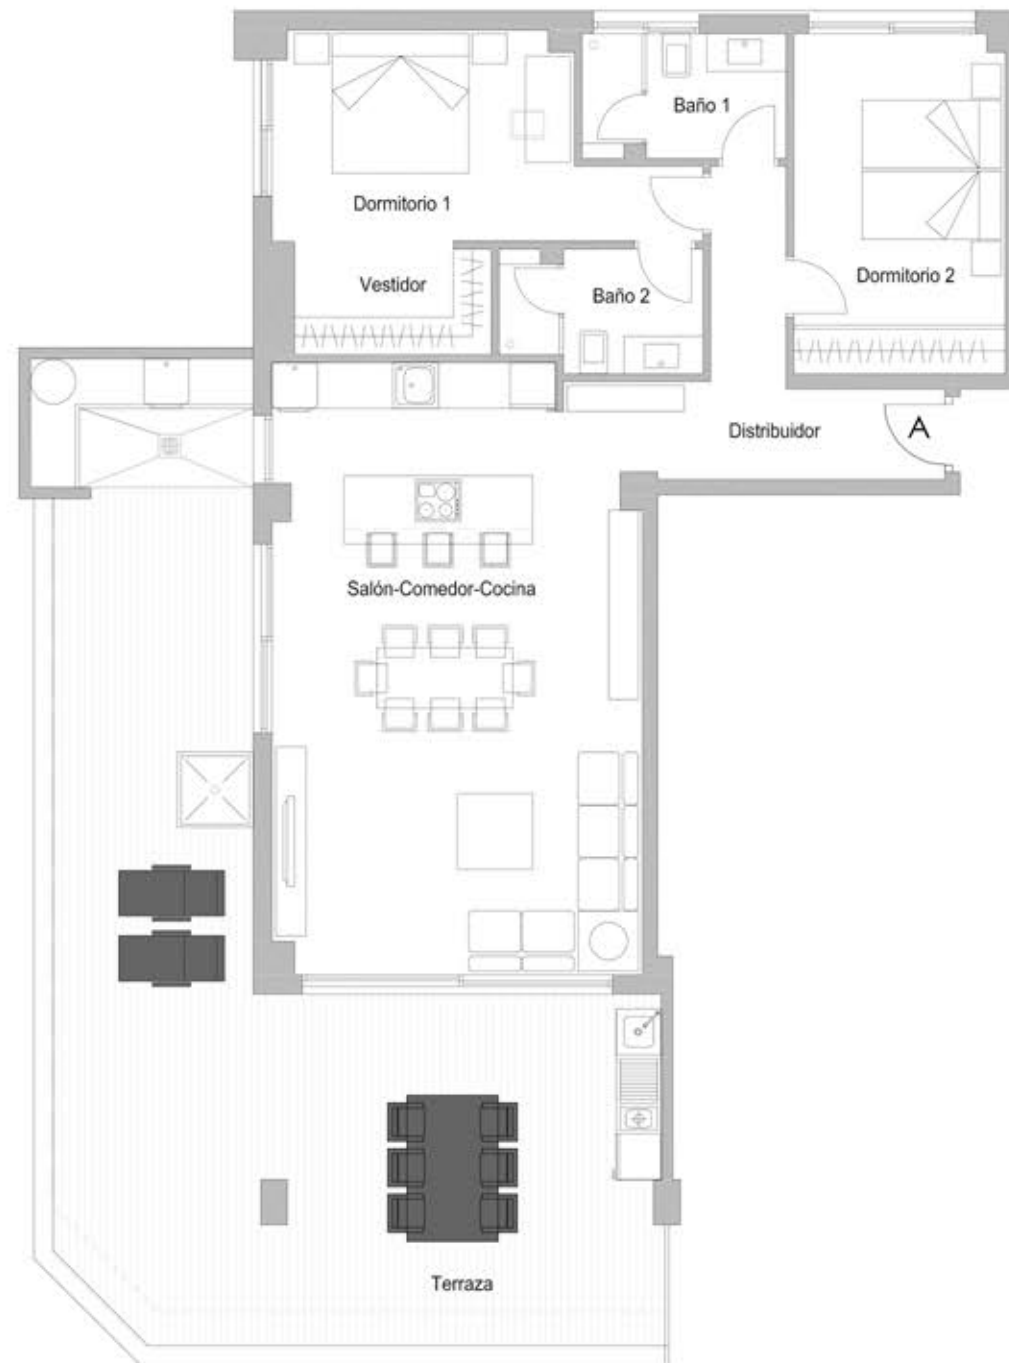 Baño 1
Dormitorio 1
Dormitorio 2
Vestidor
Baño 2
Distribuidor
A
Salón-Comedor-Cocina
Terraza